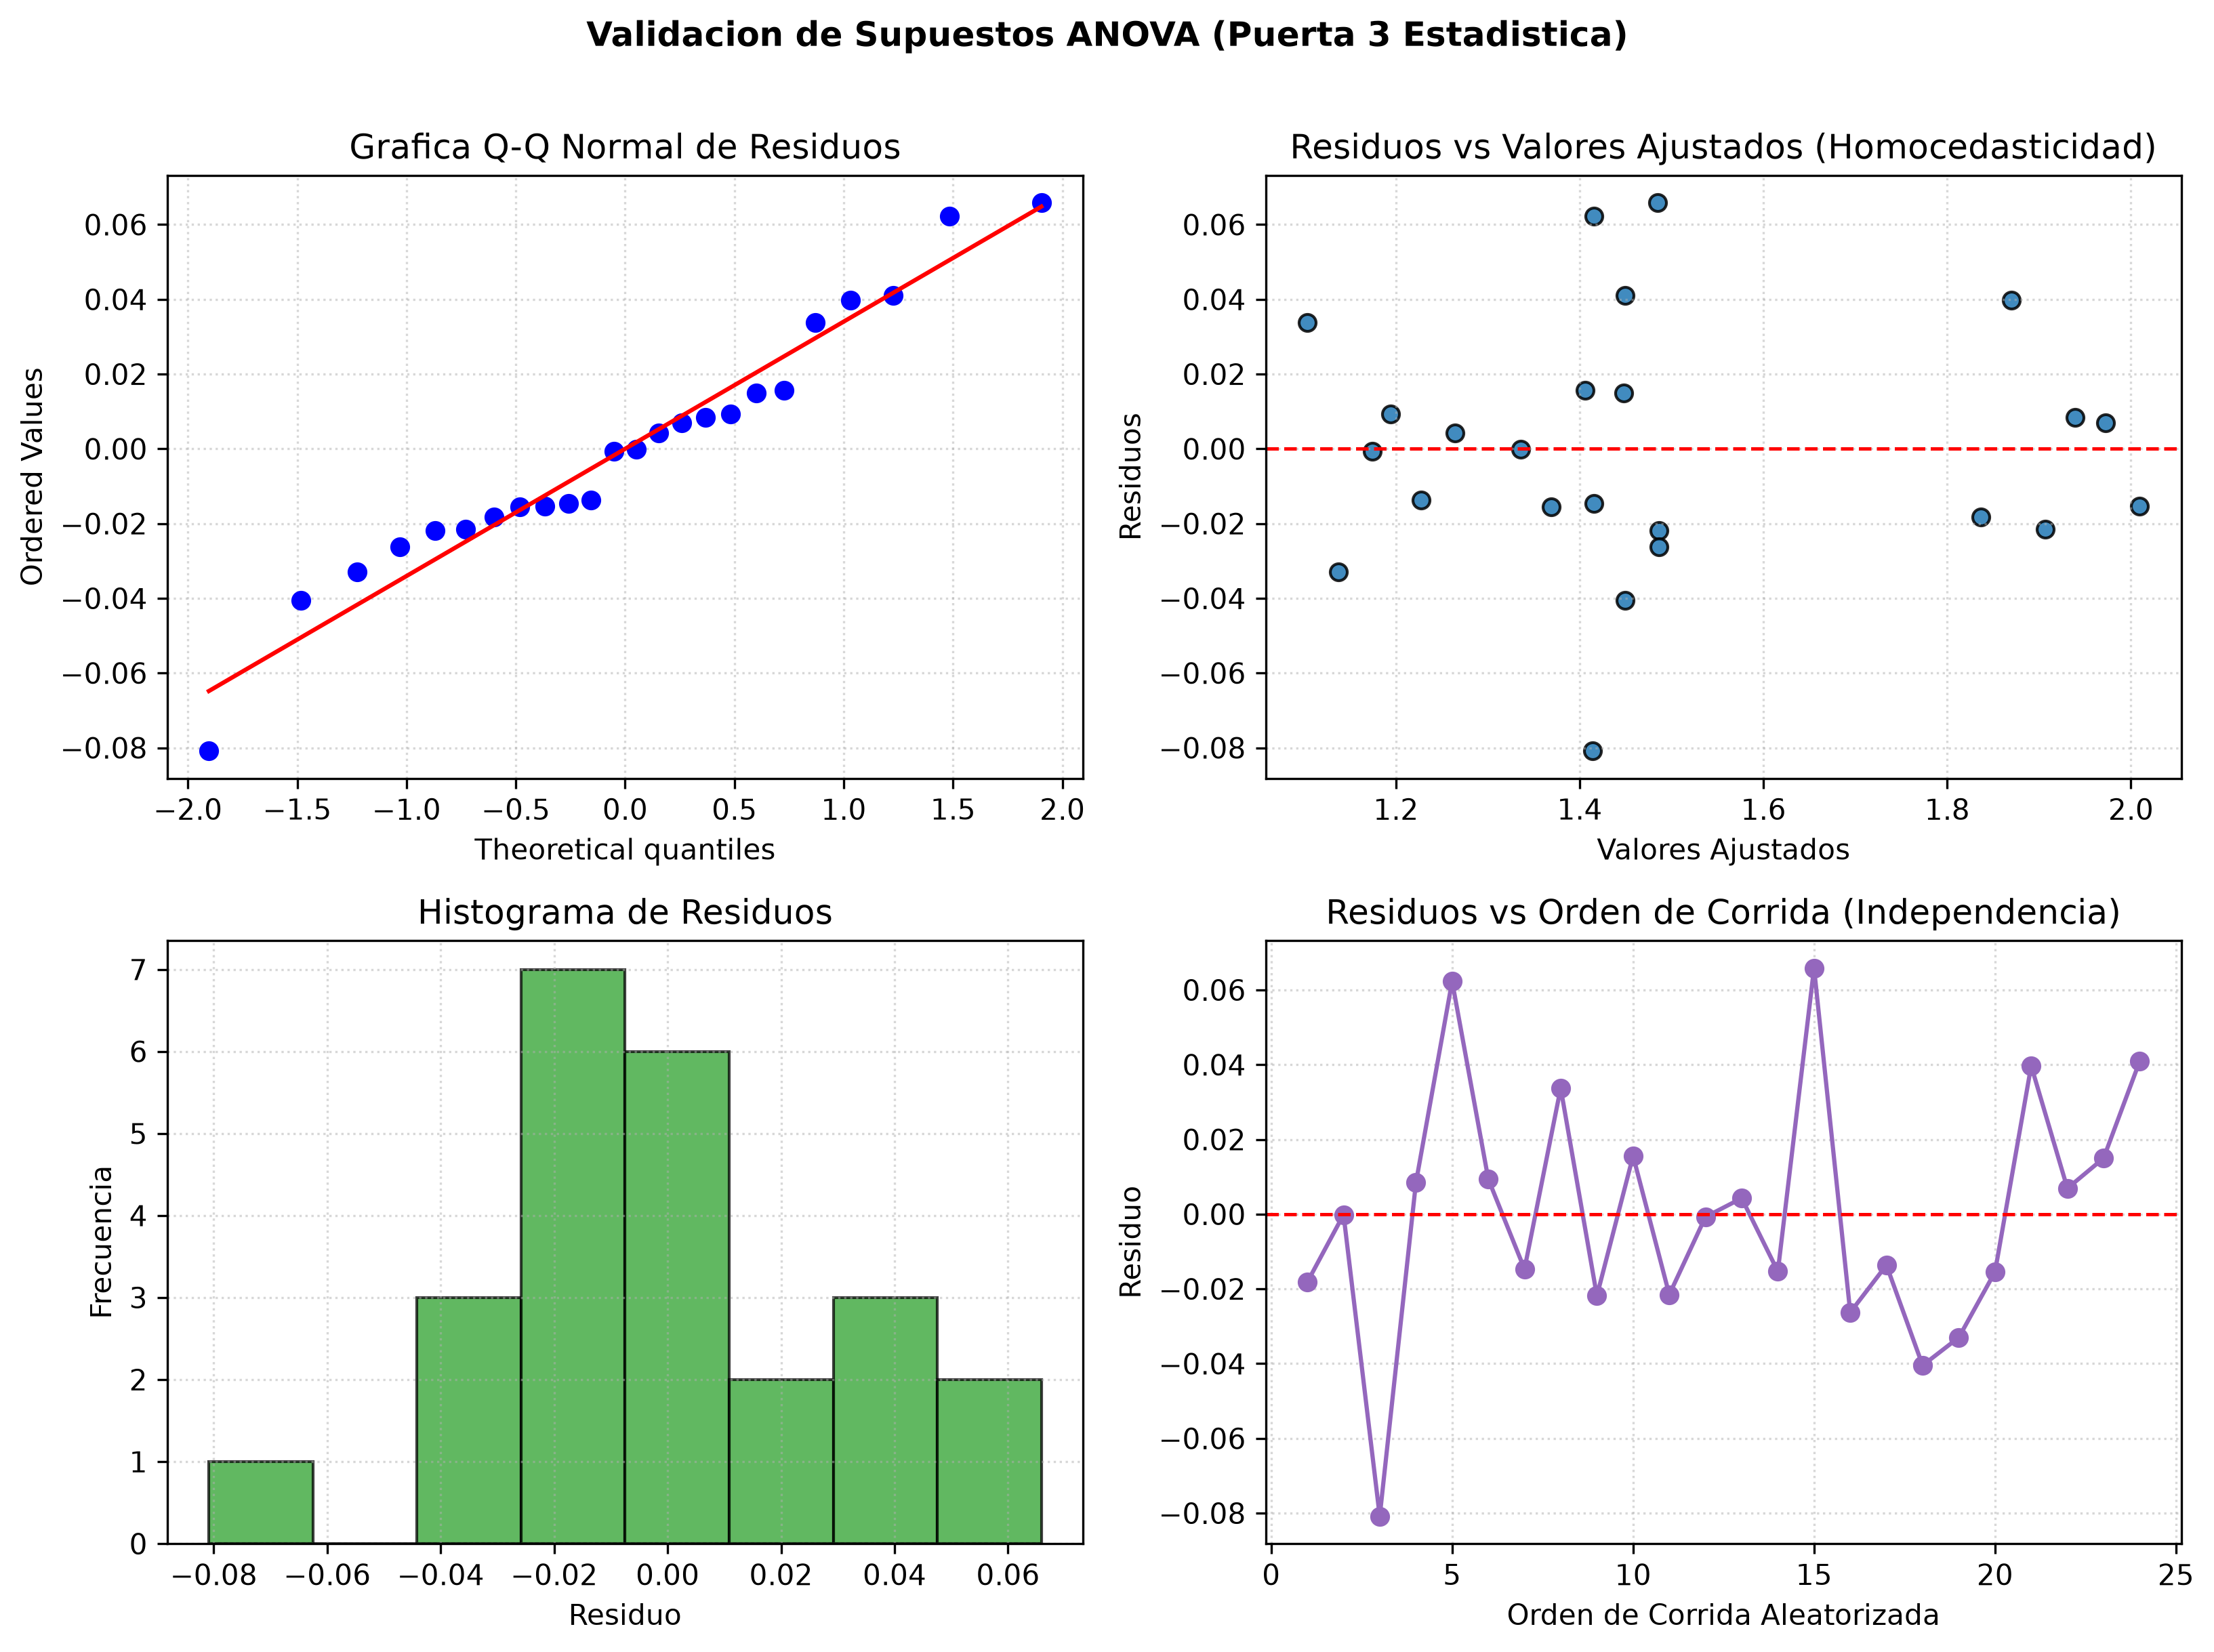 Validacion de Supuestos ANOVA (Puerta 3 Estadistica)
Grafica Q-Q Normal de Residuos
Ordered Values
0.06
0.04
0.02
0.00
−0.02
−0.04
−0.06
−0.08
−2.0 −1.5 −1.0 −0.5 0.0 0.5 1.0 1.5 2.0
Theoretical quantiles
Residuos vs Valores Ajustados (Homocedasticidad)
Residuos
0.06
0.04
0.02
0.00
−0.02
−0.04
−0.06
−0.08
1.2 1.4 1.6 1.8 2.0
Valores Ajustados
Histograma de Residuos
Frecuencia
7
6
5
4
3
2
1
0
−0.08 −0.06 −0.04 −0.02 0.00 0.02 0.04 0.06
Residuo
Residuos vs Orden de Corrida (Independencia)
Residuo
0.06
0.04
0.02
0.00
−0.02
−0.04
−0.06
−0.08
0 5 10 15 20 25
Orden de Corrida Aleatorizada